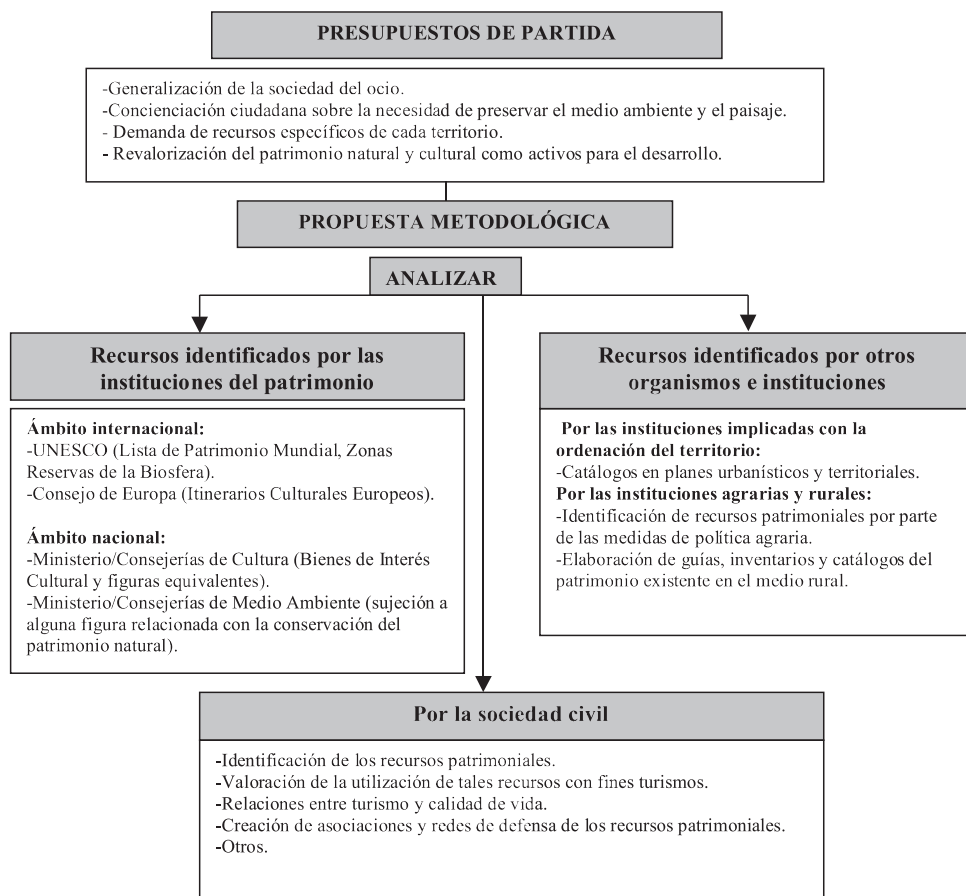 PRESUPUESTOS DE PARTIDA
-Generalización de la sociedad del ocio.
-Concienciación ciudadana sobre la necesidad de preservar el medio ambiente y el paisaje.
- Demanda de recursos específicos de cada territorio.
- Revalorización del patrimonio natural y cultural como activos para el desarrollo.
PROPUESTA METODOLÓGICA
ANALIZAR
Recursos identificados por las
instituciones del patrimonio
Ámbito internacional:
-UNESCO (Lista de Patrimonio Mundial, Zonas
Reservas de la Biosfera).
-Consejo de Europa (Itinerarios Culturales Europeos).
Ámbito nacional:
-Ministerio/Consejerías de Cultura (Bienes de Interés
Cultural y figuras equivalentes).
-Ministerio/Consejerías de Medio Ambiente (sujeción a
alguna figura relacionada con la conservación del
patrimonio natural).
Recursos identificados por otros
organismos e instituciones
Por las instituciones implicadas con la
ordenación del territorio:
-Catálogos en planes urbanísticos y territoriales.
Por las instituciones agrarias y rurales:
-Identificación de recursos patrimoniales por parte
de las medidas de política agraria.
-Elaboración de guías, inventarios y catálogos del
patrimonio existente en el medio rural.
Por la sociedad civil
-Identificación de los recursos patrimoniales.
-Valoración de la utilización de tales recursos con fines turismos.
-Relaciones entre turismo y calidad de vida.
-Creación de asociaciones y redes de defensa de los recursos patrimoniales.
-Otros.